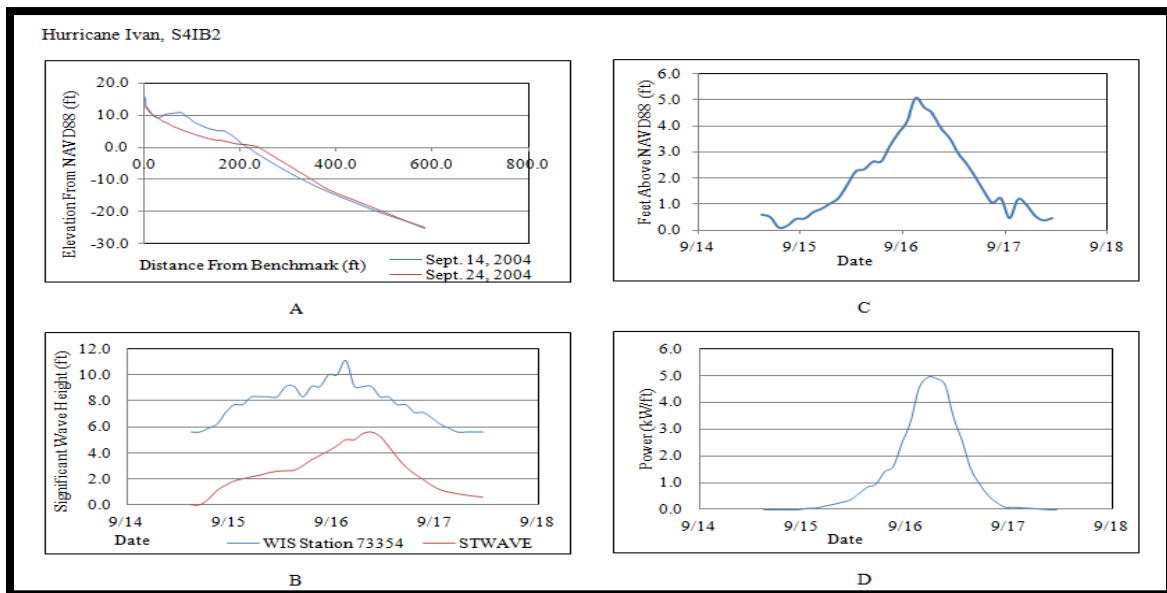 Hurricane Ivan, S4IB2
Elevation From NAVD88 (ft)
20.0
10.0
0.0
-10.0
-20.0
-30.0
0.0 200.0 400.0 600.0 800.0
Distance From Benchmark (ft)
Sept. 14, 2004
Sept. 24, 2004
A
Feet Above NAVD88 (ft)
6.0
5.0
4.0
3.0
2.0
1.0
0.0
9/14 9/15 9/16 9/17 9/18
Date
C
Significant Wave Height (ft)
12.0
10.0
8.0
6.0
4.0
2.0
0.0
9/14 9/15 9/16 9/17 9/18
Date
WIS Station 73354 STWAVE
B
Power (kW/ft)
6.0
5.0
4.0
3.0
2.0
1.0
0.0
9/14 9/15 9/16 9/17 9/18
Date
D